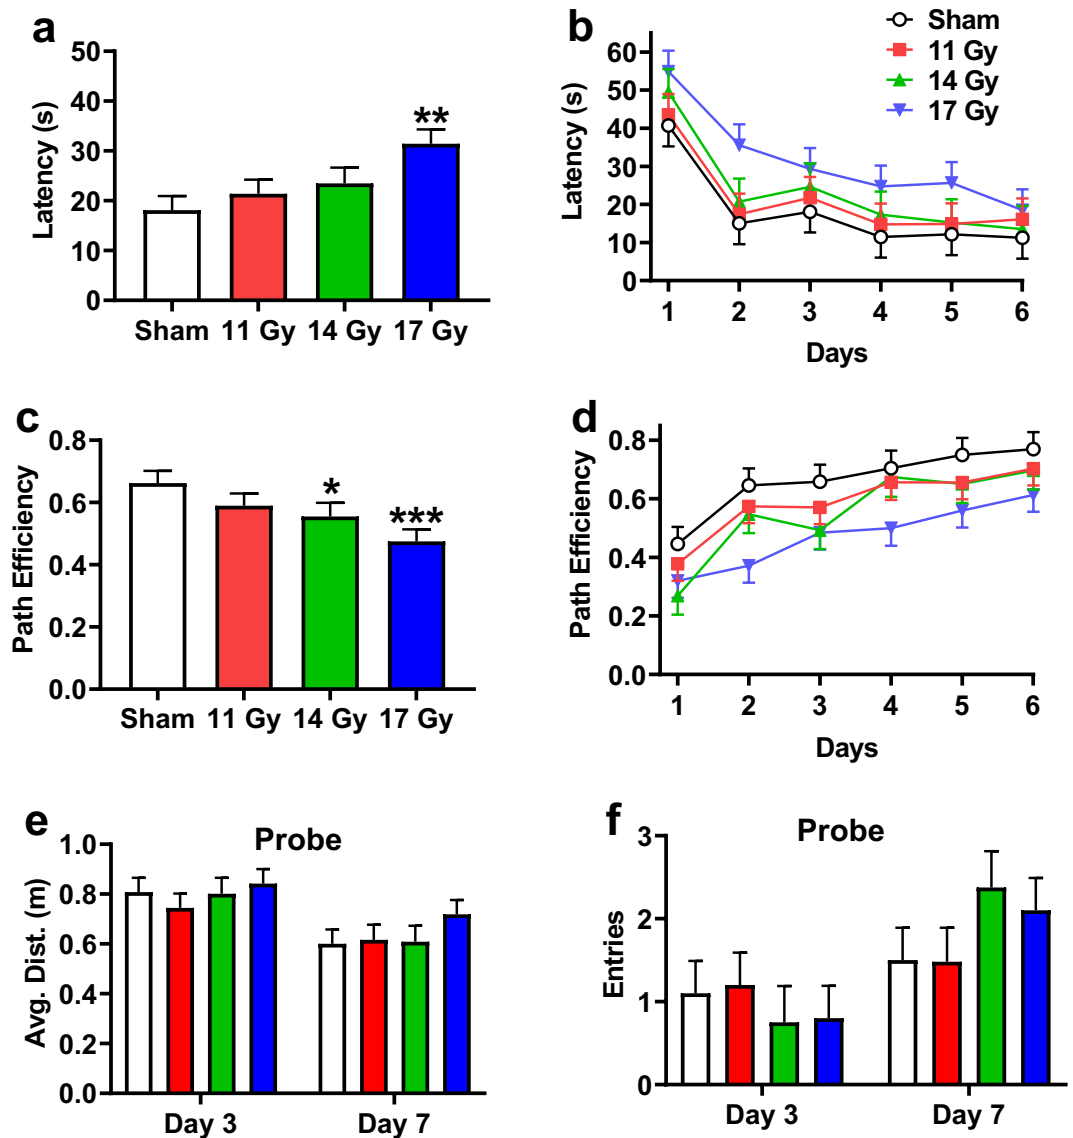 a
Latency (s)
50
40
30
20
10
0
**
Sham 11 Gy 14 Gy 17 Gy
b
Sham
11 Gy
14 Gy
17 Gy
Latency (s)
60
50
40
30
20
10
0
1 2 3 4 5 6
Days
c
Path Efficiency
0.8
0.6
0.4
0.2
0.0
*
***
Sham 11 Gy 14 Gy 17 Gy
d
Path Efficiency
0.8
0.6
0.4
0.2
0.0
1 2 3 4 5 6
Days
e
Probe
Avg. Dist. (m)
1.0
0.8
0.6
0.4
0.2
0.0
Day 3 Day 7
f
Probe
Entries
3
2
1
0
Day 3 Day 7